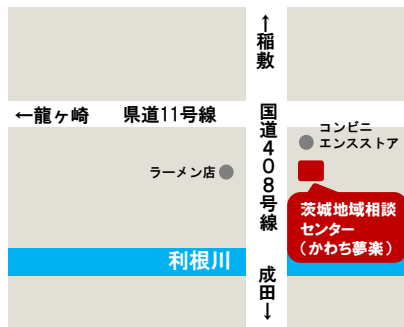 ↑稲敷
←龍ヶ崎 県道11号線
国道408号線
コンビニ
エンスストア
ラーメン店
茨城地域相談
センター
（かわち夢楽）
利根川
成田↓